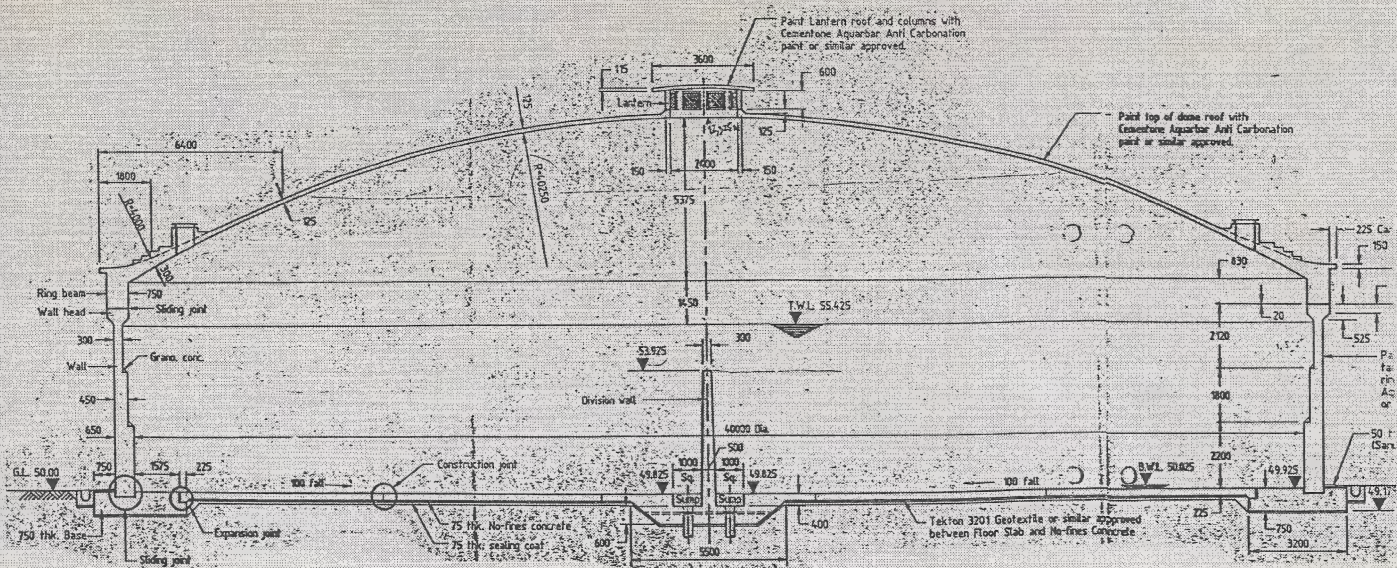 Paint Lantern roof and columns with
Cementone Aquarbar Anti Carbonation
paint or similar approved.
3600
115
600
Lantern
125
125
Paint top of dome roof with
Cementone Aquarbar Anti Carbonation
paint or similar approved.
6400
1800
R=4000
125
R=40250
150
2900
150
5375
300
225
150
830
Ring beam
750
Wall head
Sliding joint
1450
T.W.L. 55.425
20
2120
525
300
300
Grano. conc.
Wall
53.925
450
Division wall
1800
650
40000 Dia.
500
50
750
1575
225
Construction joint
1000
1000
2200
G.L. 50.00
100 fall
49.825
Sq.
Sq.
49.825
100 fall
B.W.L. 50.025
49.925
Sump
Sump
750 thk. Base
Expansion joint
75 thk. No-fines concrete
75 thk. sealing coat
600
400
Tekton 3201 Geotextile or similar approved
between Floor Slab and No-fines Concrete
225
750
5500
3200
Sliding joint